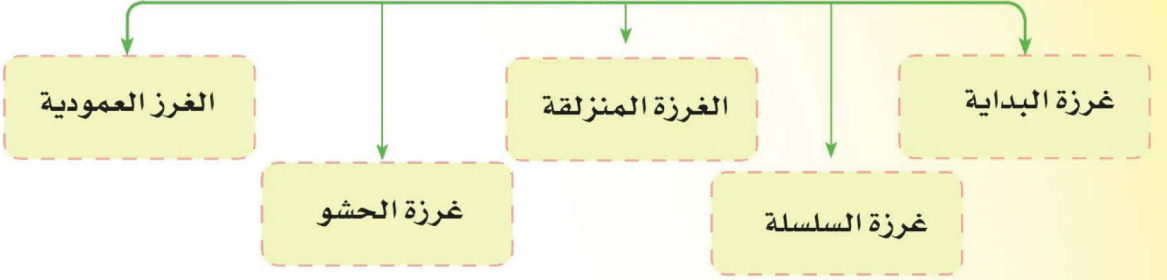 غرزة البداية
غرزة السلسلة
الغرزة المنزلقة
غرزة الحشو
الغرز العمودية